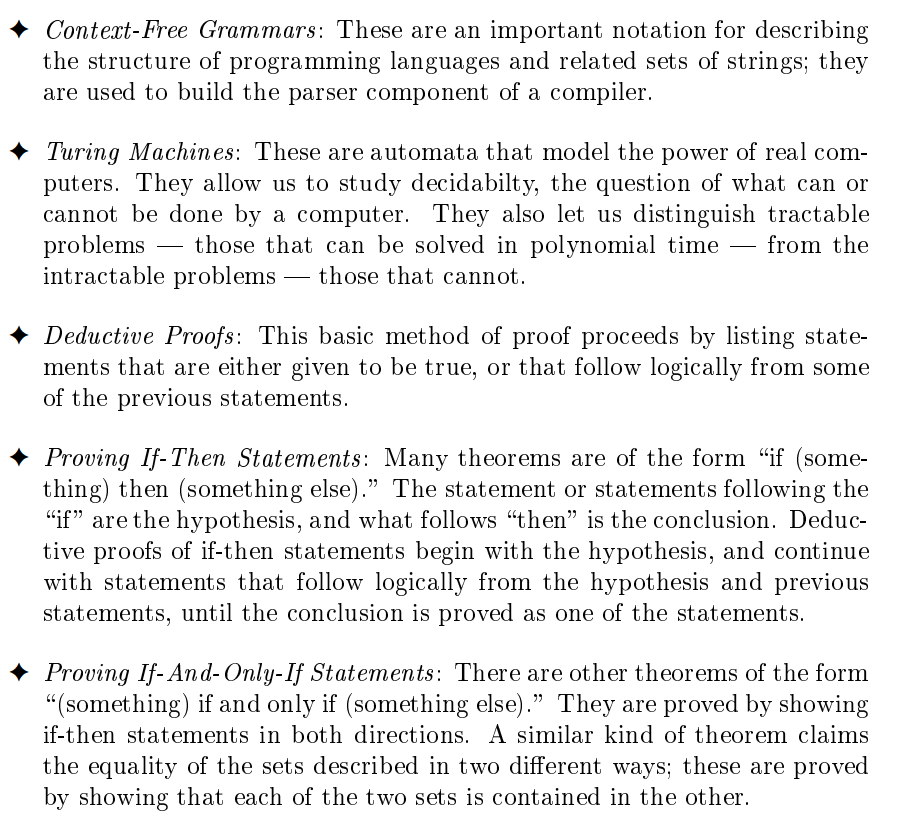 ✦ Context-Free Grammars: These are an important notation for describing
the structure of programming languages and related sets of strings; they
are used to build the parser component of a compiler.
✦ Turing Machines: These are automata that model the power of real com-
puters. They allow us to study decidabilty, the question of what can or
cannot be done by a computer. They also let us distinguish tractable
problems — those that can be solved in polynomial time — from the
intractable problems — those that cannot.
✦ Deductive Proofs: This basic method of proof proceeds by listing state-
ments that are either given to be true, or that follow logically from some
of the previous statements.
✦ Proving If-Then Statements: Many theorems are of the form “if (some-
thing) then (something else).” The statement or statements following the
“if” are the hypothesis, and what follows “then” is the conclusion. Deduc-
tive proofs of if-then statements begin with the hypothesis, and continue
with statements that follow logically from the hypothesis and previous
statements, until the conclusion is proved as one of the statements.
✦ Proving If-And-Only-If Statements: There are other theorems of the form
“(something) if and only if (something else).” They are proved by showing
if-then statements in both directions. A similar kind of theorem claims
the equality of the sets described in two different ways; these are proved
by showing that each of the two sets is contained in the other.